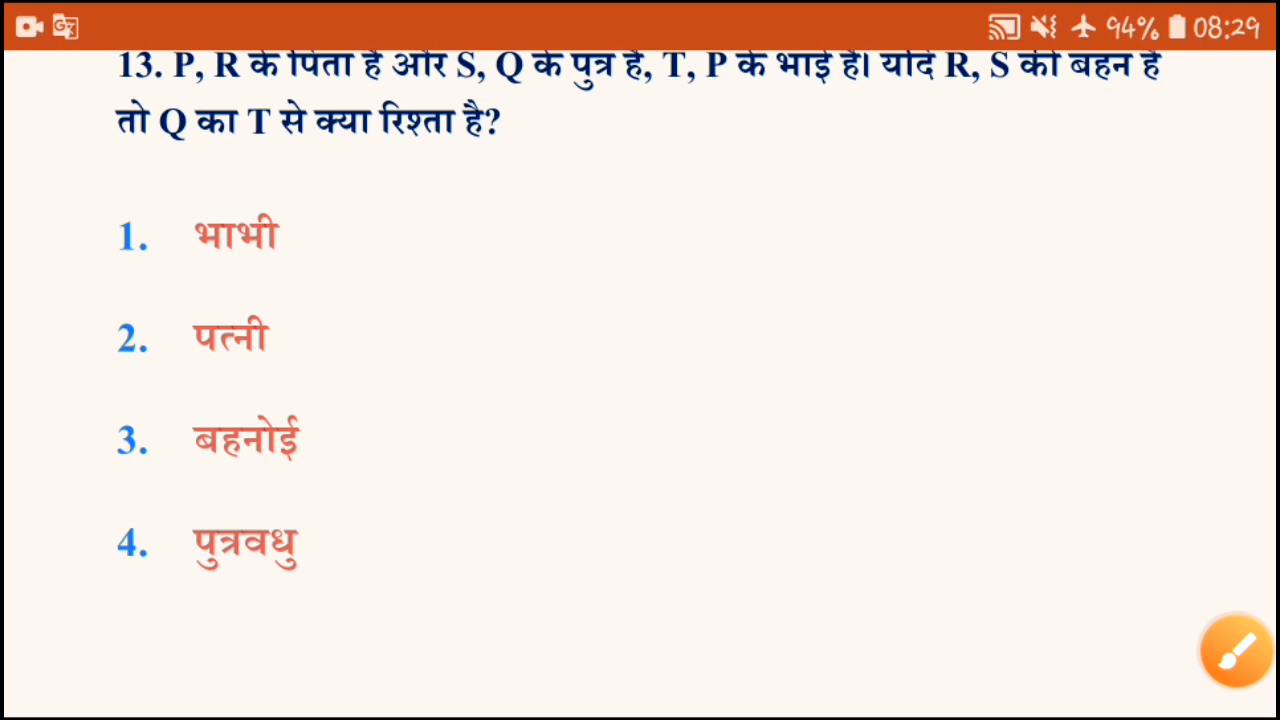 94% 08:29
13. P, R के पिता हैं और S, Q के पुत्र हैं, T, P के भाई हैं। यदि R, S की बहन है
तो Q का T से क्या रिश्ता है?
1. भाभी
2. पत्नी
3. बहनोई
4. पुत्रवधु